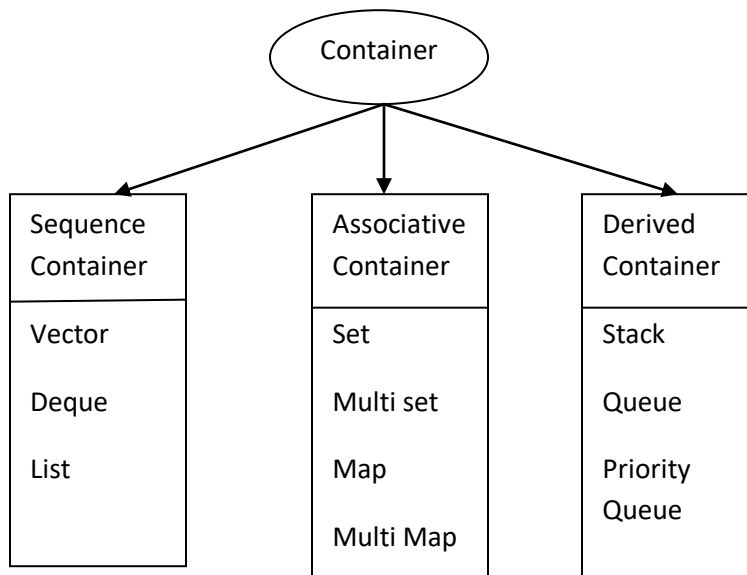 Container
Sequence
Container
Vector
Deque
List
Associative
Container
Set
Multi set
Map
Multi Map
Derived
Container
Stack
Queue
Priority
Queue